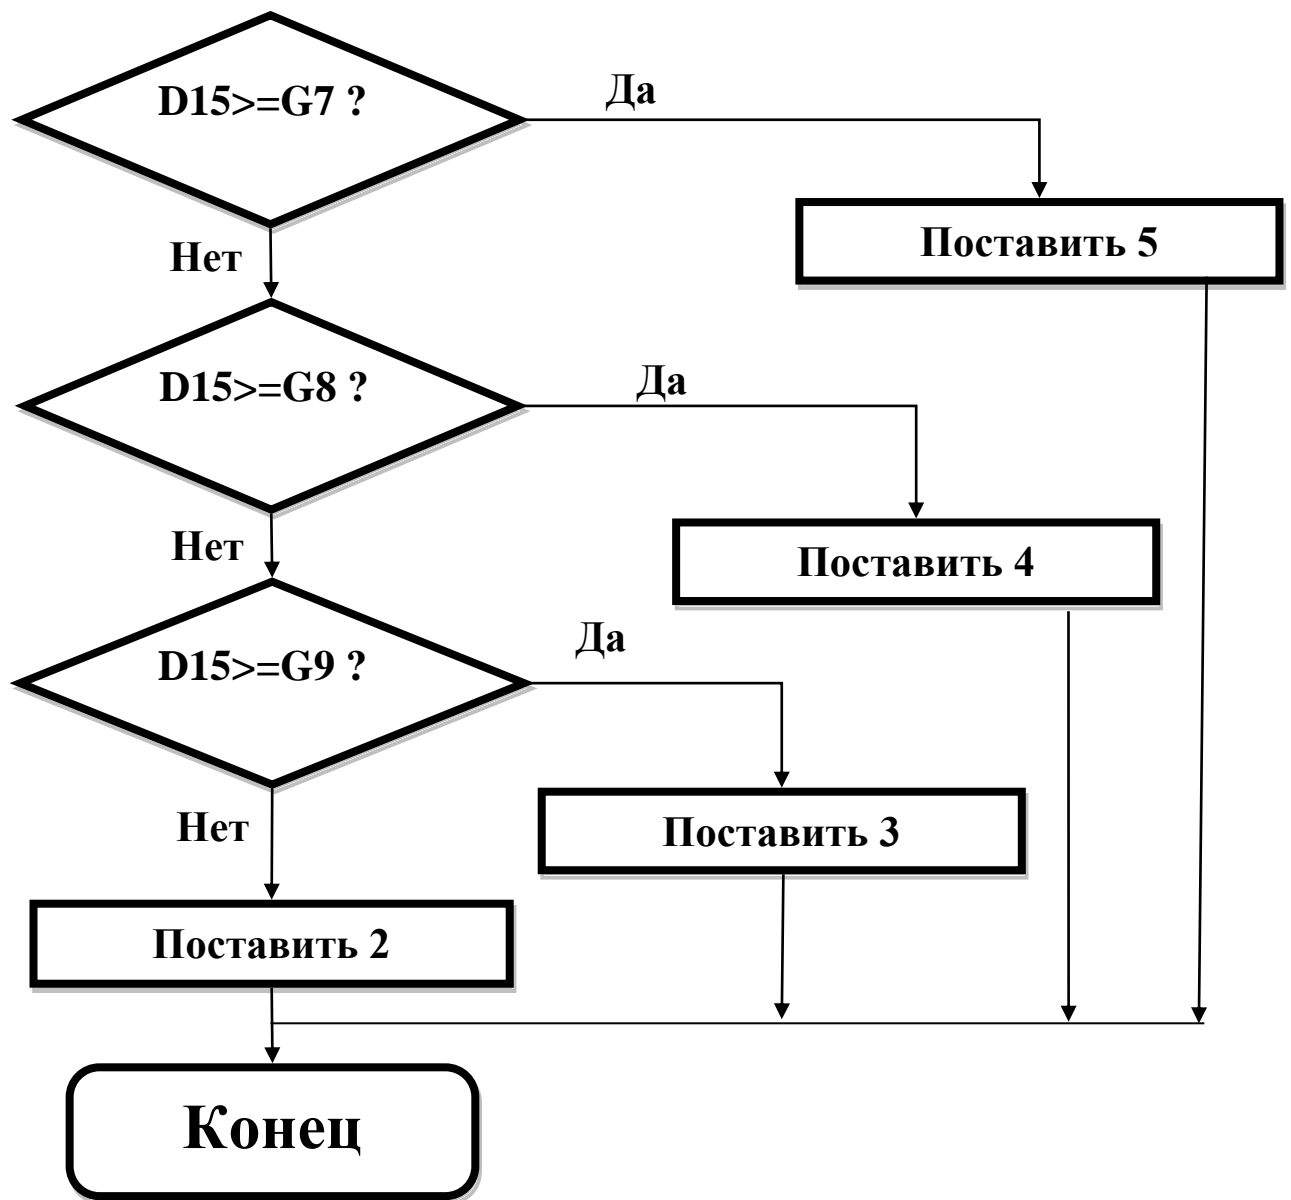 D15>=G7 ?
Да
Поставить 5
Нет
D15>=G8 ?
Да
Поставить 4
Нет
D15>=G9 ?
Да
Поставить 3
Нет
Поставить 2
Конец